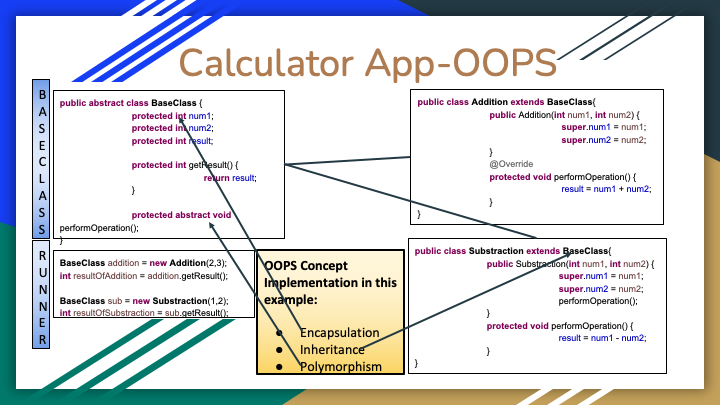 Calculator App-OOPS
BASECLASS
public abstract class BaseClass {
protected int num1;
protected int num2;
protected int result;
protected int getResult() {
return result;
}
protected abstract void
performOperation();
}
public class Addition extends BaseClass{
public Addition(int num1, int num2) {
super.num1 = num1;
super.num2 = num2;
}
@Override
protected void performOperation() {
result = num1 + num2;
}
}
RUNNER
BaseClass addition = new Addition(2,3);
int resultOfAddition = addition.getResult();
BaseClass sub = new Substraction(1,2);
int resultOfSubstraction = sub.getResult();
OOPS Concept
Implementation in this
example:
● Encapsulation
● Inheritance
● Polymorphism
public class Substraction extends BaseClass{
public Substraction(int num1, int num2) {
super.num1 = num1;
super.num2 = num2;
performOperation();
}
protected void performOperation() {
result = num1 - num2;
}
}